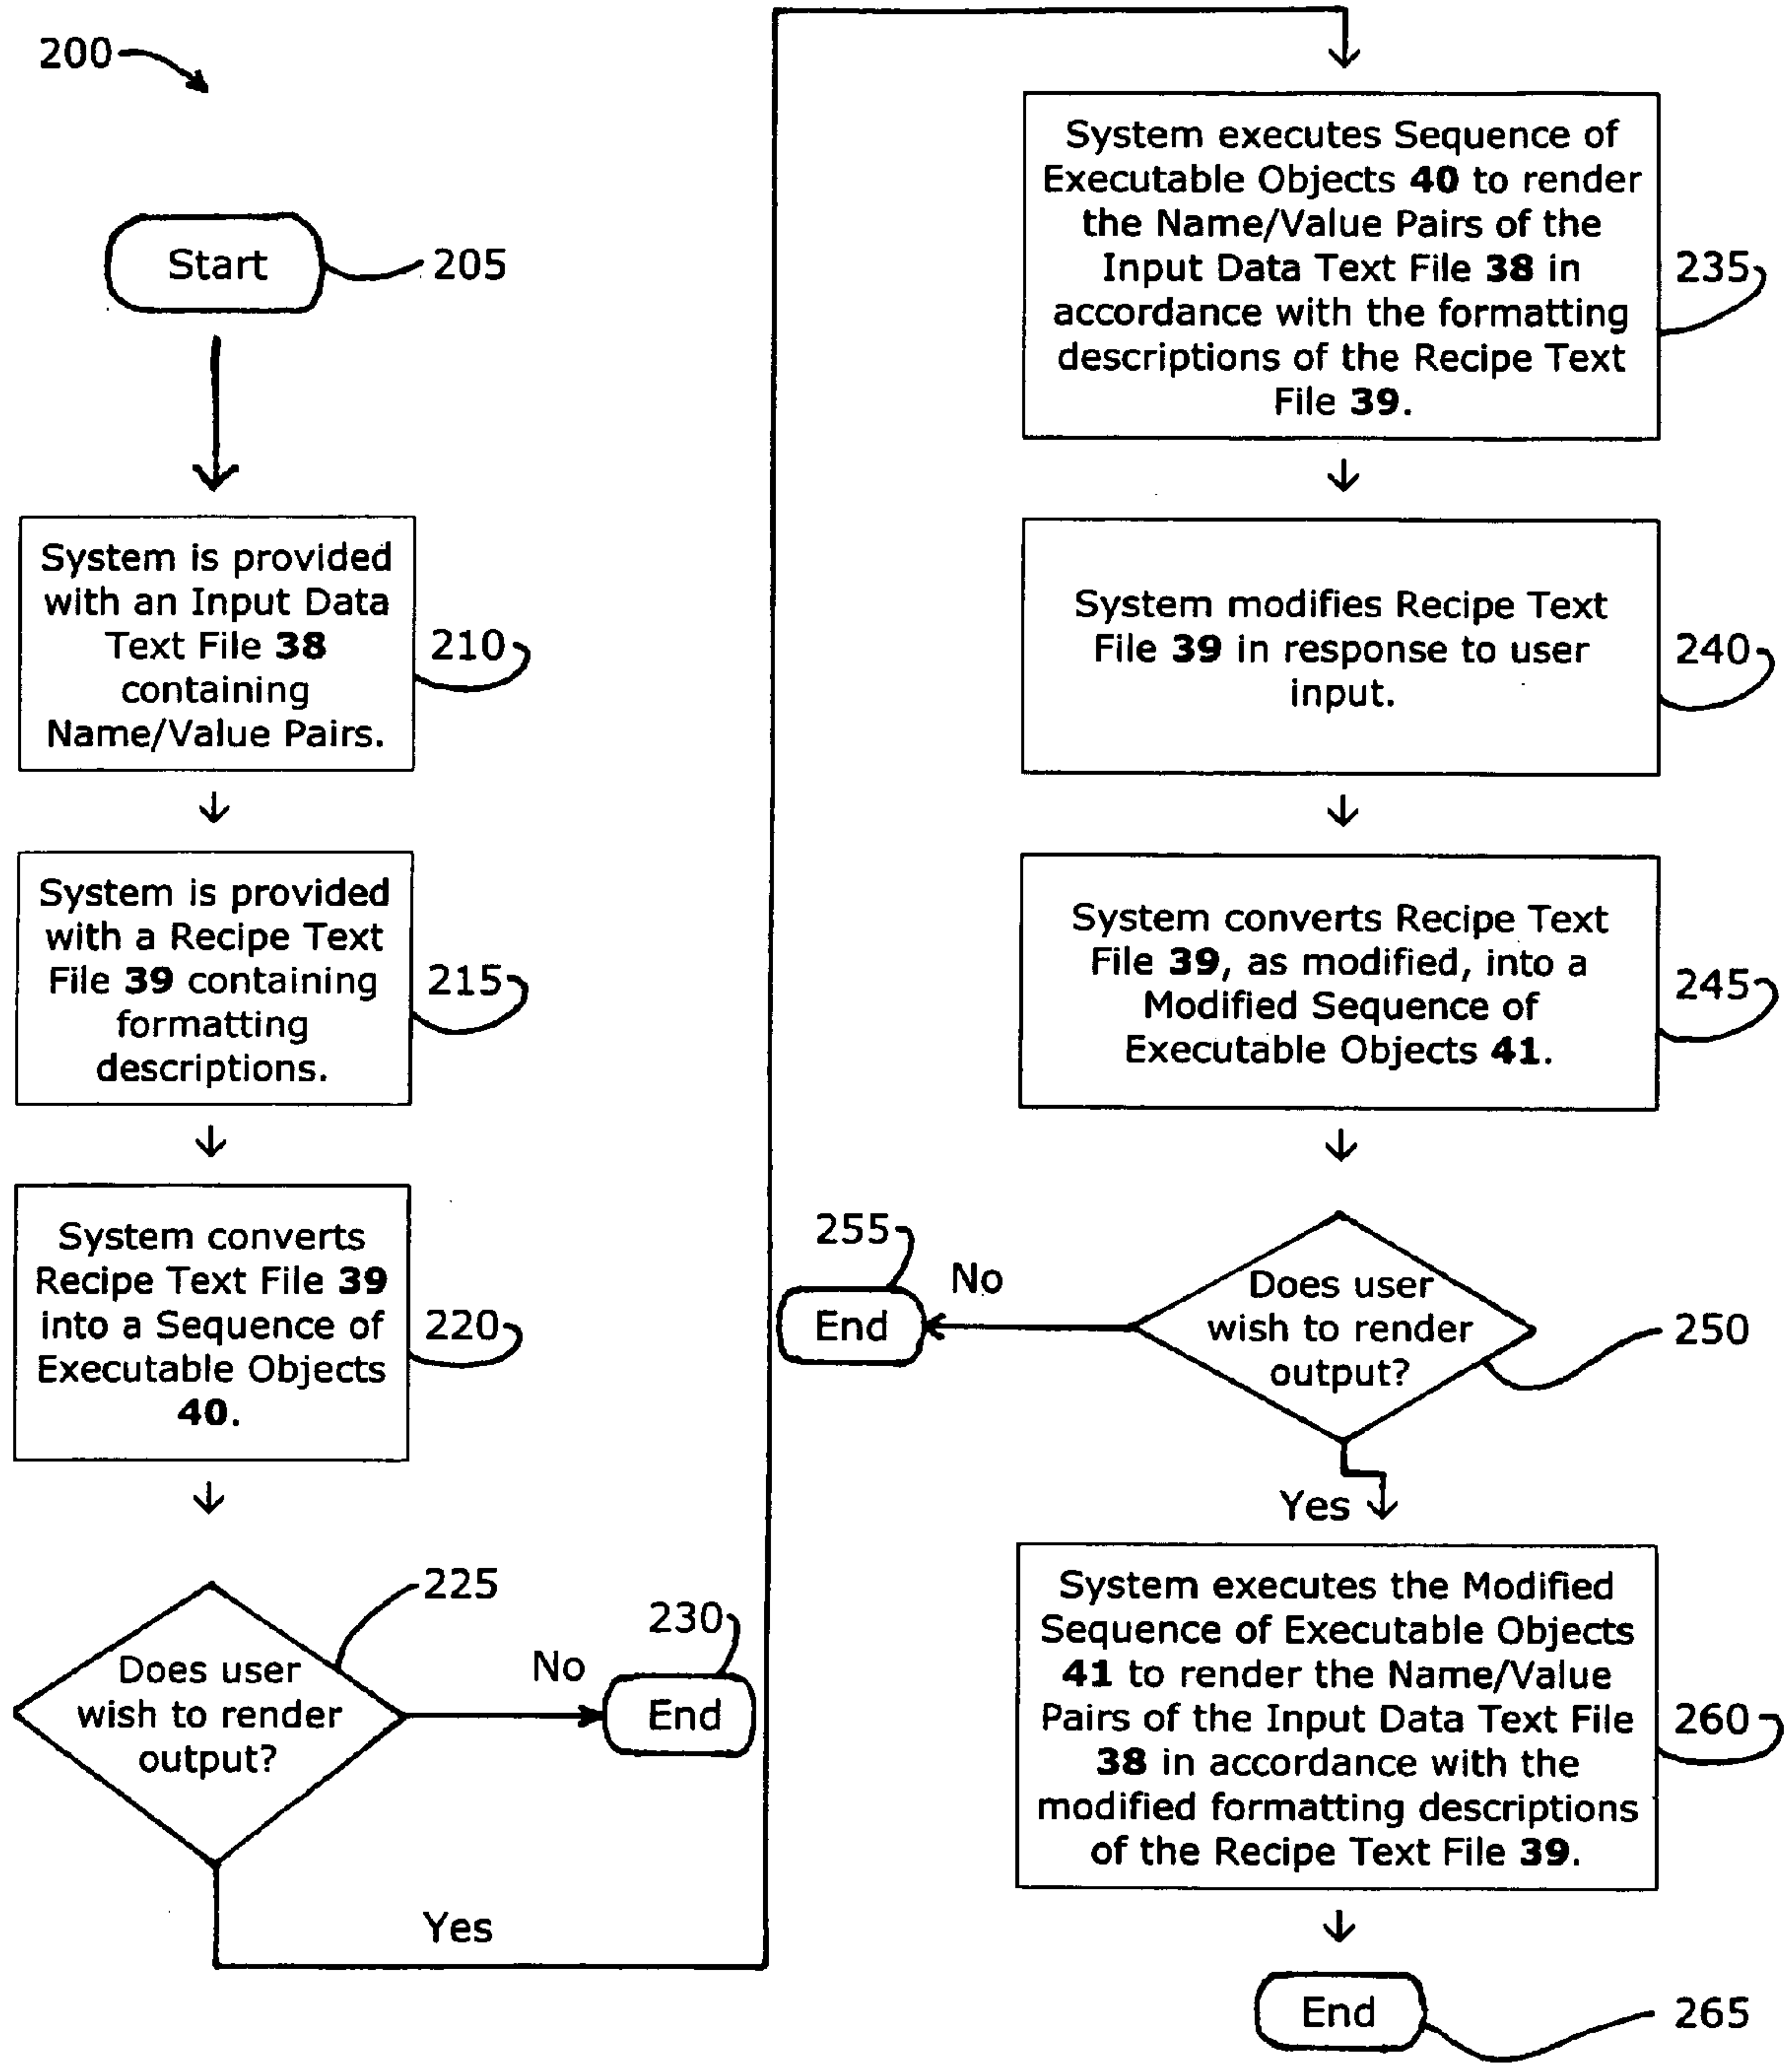 200
Start
205
System is provided
with an Input Data
Text File 38
containing
Name/Value Pairs.
210
System is provided
with a Recipe Text
File 39 containing
formatting
descriptions.
215
System converts
Recipe Text File 39
into a Sequence of
Executable Objects
40.
220
Does user
wish to render
output?
225
No
End
230
Yes
System executes Sequence of
Executable Objects 40 to render
the Name/Value Pairs of the
Input Data Text File 38 in
accordance with the formatting
descriptions of the Recipe Text
File 39.
235
System modifies Recipe Text
File 39 in response to user
input.
240
System converts Recipe Text
File 39, as modified, into a
Modified Sequence of
Executable Objects 41.
245
Does user
wish to render
output?
250
No
End
255
Yes
System executes the Modified
Sequence of Executable Objects
41 to render the Name/Value
Pairs of the Input Data Text File
38 in accordance with the
modified formatting descriptions
of the Recipe Text File 39.
260
End
265